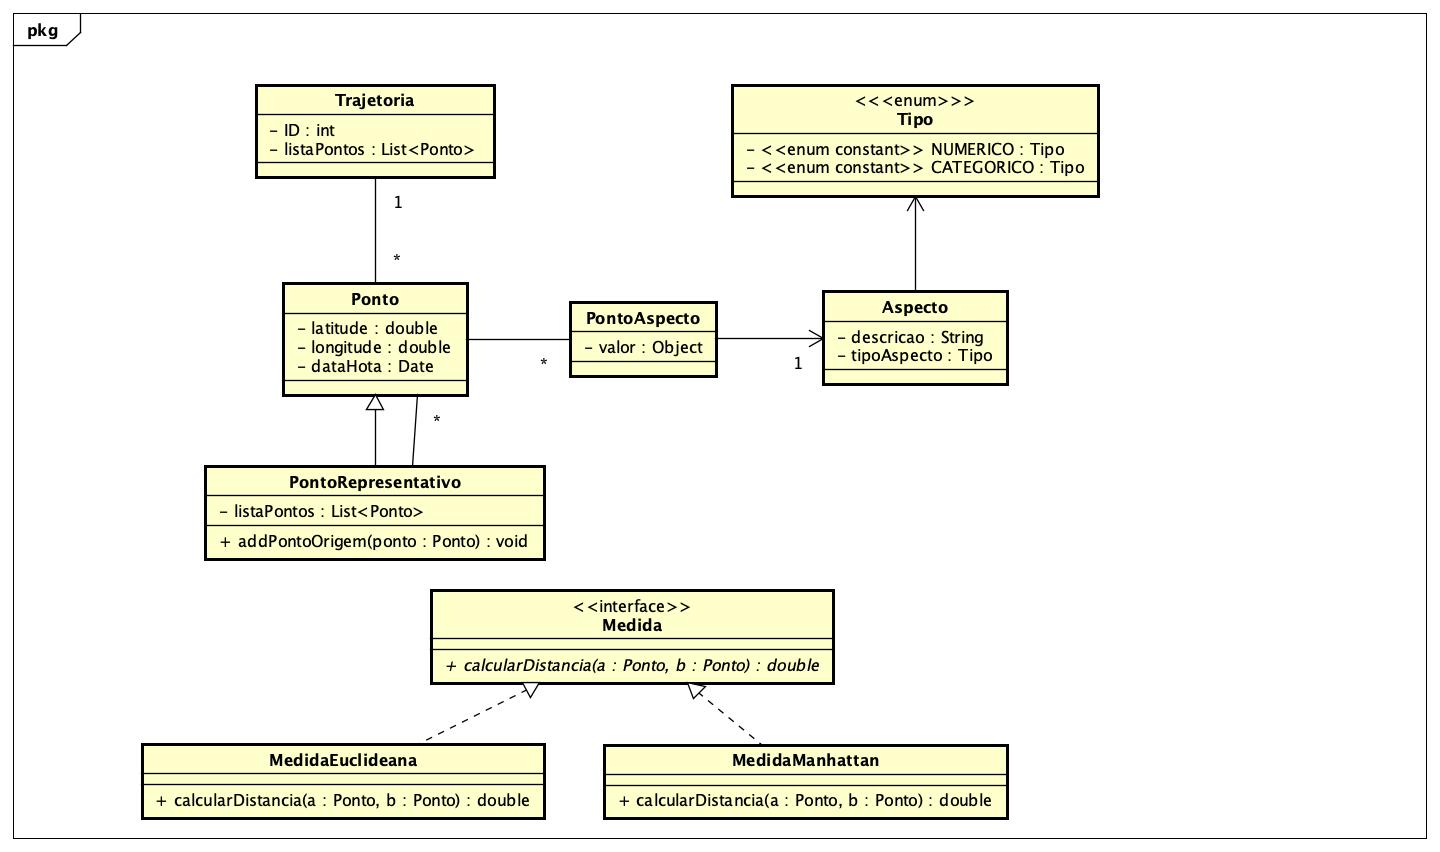 pkg
Trajetoria
- ID : int
- listaPontos : List<Ponto>
<<<enum>>>
Tipo
- <<enum constant>> NUMERICO : Tipo
- <<enum constant>> CATEGORICO : Tipo
1
*
Ponto
- latitude : double
- longitude : double
- dataHota : Date
PontoAspecto
- valor : Object
Aspecto
- descricao : String
- tipoAspecto : Tipo
*
1
*
PontoRepresentativo
- listaPontos : List<Ponto>
+ addPontoOrigem(ponto : Ponto) : void
<<interface>>
Medida
+ calcularDistancia(a : Ponto, b : Ponto) : double
MedidaEuclideana
+ calcularDistancia(a : Ponto, b : Ponto) : double
MedidaManhattan
+ calcularDistancia(a : Ponto, b : Ponto) : double